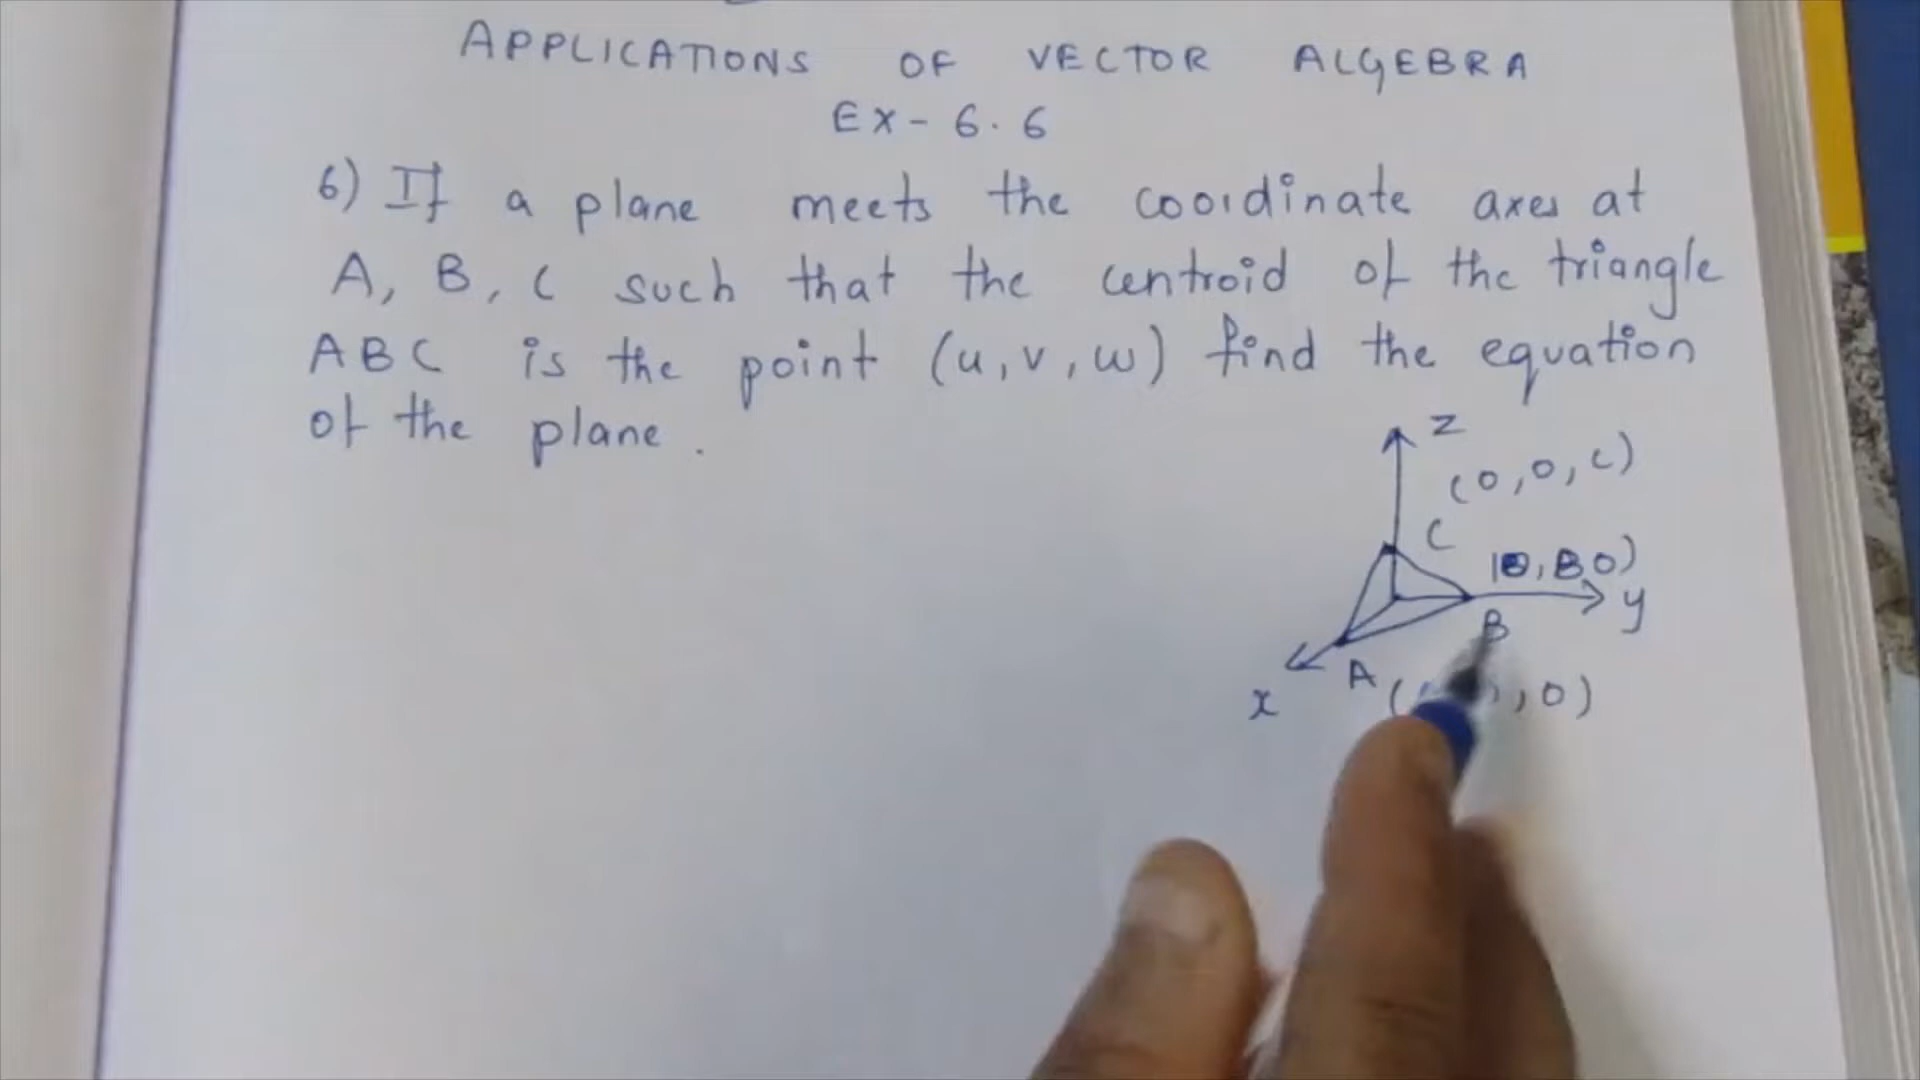 APPLICATIONS OF VECTOR ALGEBRA
EX - 6.6
6) If a plane meets the coordinate axes at
A, B, C such that the centroid of the triangle
ABC is the point (u, v, w) find the equation
of the plane.
z
(0, 0, c)
C
B 0)
y
B
A
, 0)
x